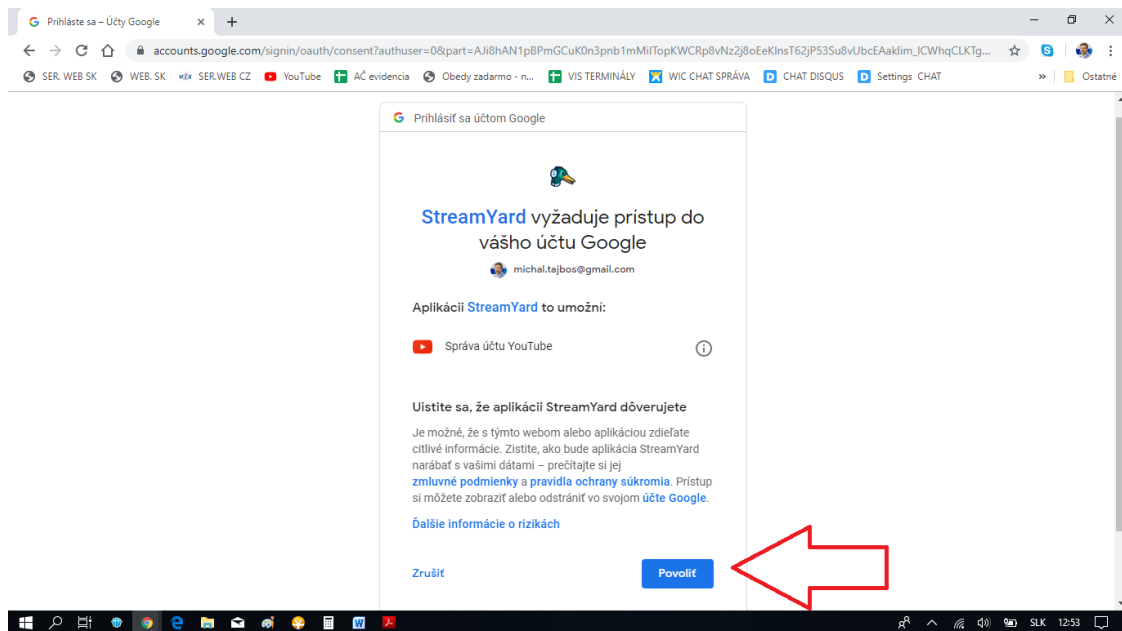 Prihláste sa – Účty Google
accounts.google.com/signin/oauth/consent?authuser=0&part=AJi8hAN1pBPmGCuK0n3pnb1mMilTopKWCRp8vNz2j8oEeKlnsT62jP53Su8vUbcEAaklim_lCWhqCLKTg...
SER. WEB SK WEB. SK SER.WEB CZ YouTube AČ evidencia Obedy zadarmo - n... VIS TERMINÁLY WIC CHAT SPRÁVA CHAT DISQUS Settings CHAT » Ostatné
Prihlásiť sa účtom Google
StreamYard vyžaduje prístup do
vášho účtu Google
michal.tajbos@gmail.com
Aplikácii StreamYard to umožní:
Správa účtu YouTube
Uistite sa, že aplikácii StreamYard dôverujete
Je možné, že s týmto webom alebo aplikáciou zdieľate
citlivé informácie. Zistite, ako bude aplikácia StreamYard
narábať s vašimi dátami – prečítajte si jej
zmluvné podmienky a pravidlá ochrany súkromia. Prístup
si môžete zobraziť alebo odstrániť vo svojom účte Google.
Ďalšie informácie o rizikách
Zrušiť Povoliť
SLK 12:53